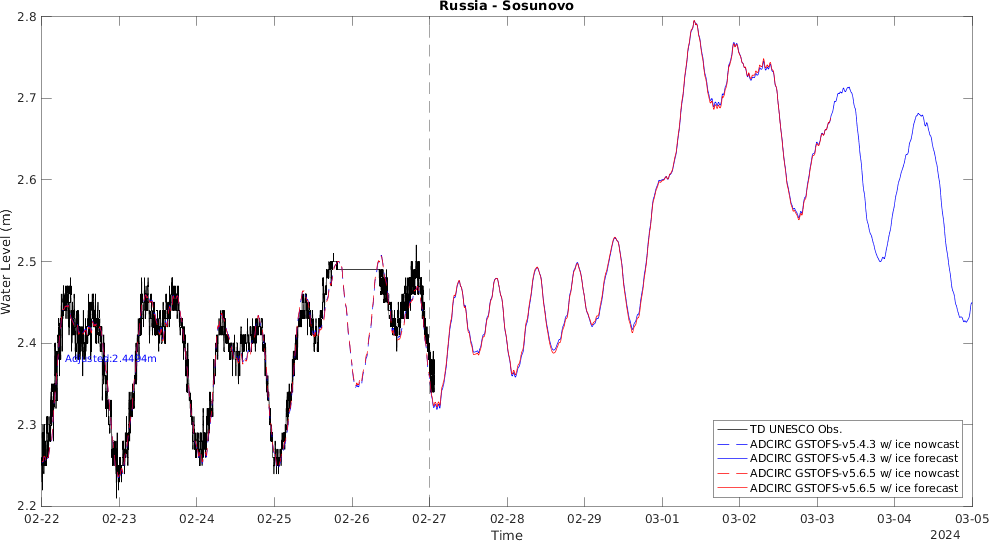 Russia - Sosunovo
2.8
2.7
2.6
2.5
2.4
2.3
2.2
Water Level (m)
Adjusted:2.4494m
TD UNESCO Obs.
ADCIRC GSTOFS-v5.4.3 w/ ice nowcast
ADCIRC GSTOFS-v5.4.3 w/ ice forecast
ADCIRC GSTOFS-v5.6.5 w/ ice nowcast
ADCIRC GSTOFS-v5.6.5 w/ ice forecast
02-22 02-23 02-24 02-25 02-26 02-27 02-28 02-29 03-01 03-02 03-03 03-04 03-05
Time
2024